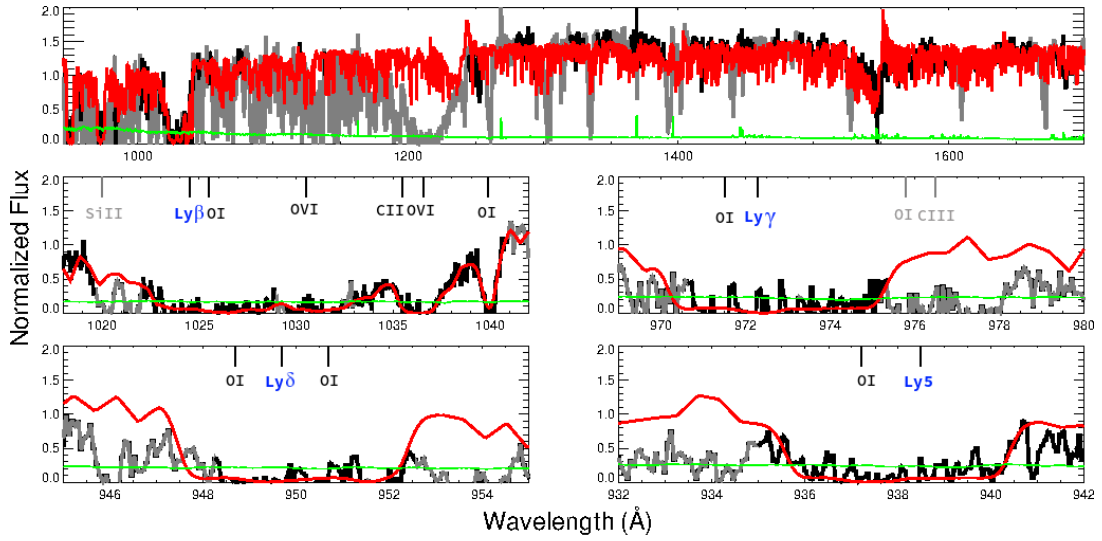 2.0
1.5
1.0
0.5
0.0
1000 1200 1400 1600
Normalized Flux
2.0
1.5
1.0
0.5
0.0
SiII Lyβ OI OVI CII OVI OI
1020 1025 1030 1035 1040
2.0
1.5
1.0
0.5
0.0
OI Lyγ OI CIII
970 972 974 976 978 980
2.0
1.5
1.0
0.5
0.0
OI Lyδ OI
946 948 950 952 954
2.0
1.5
1.0
0.5
0.0
OI Ly5
932 934 936 938 940 942
Wavelength (Å)